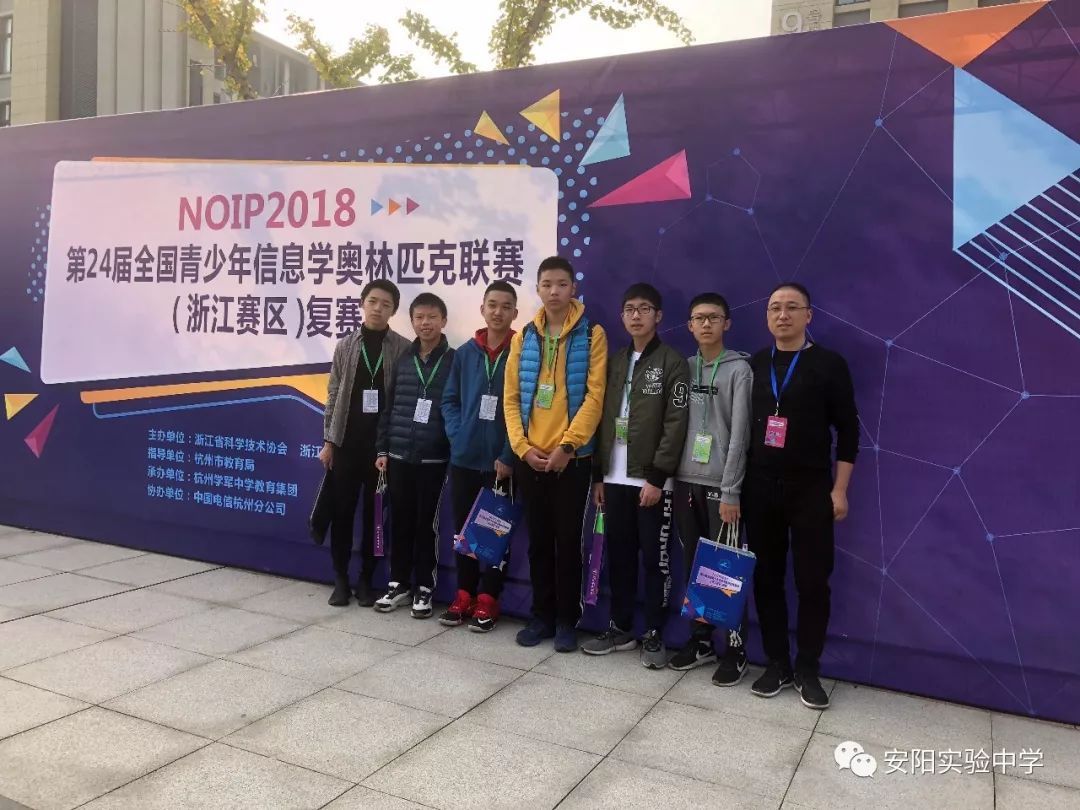 NOIP2018
第24届全国青少年信息学奥林匹克联赛
（浙江赛区）复赛
主办单位：浙江省科学技术协会 浙江
指导单位：杭州市教育局
承办单位：杭州学军中学教育集团
协办单位：中国电信杭州分公司
9
9
安阳实验中学